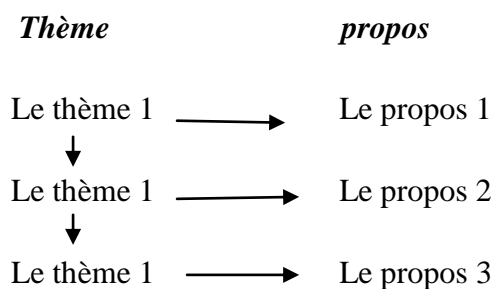 Thème propos
Le thème 1 Le propos 1
Le thème 1 Le propos 2
Le thème 1 Le propos 3